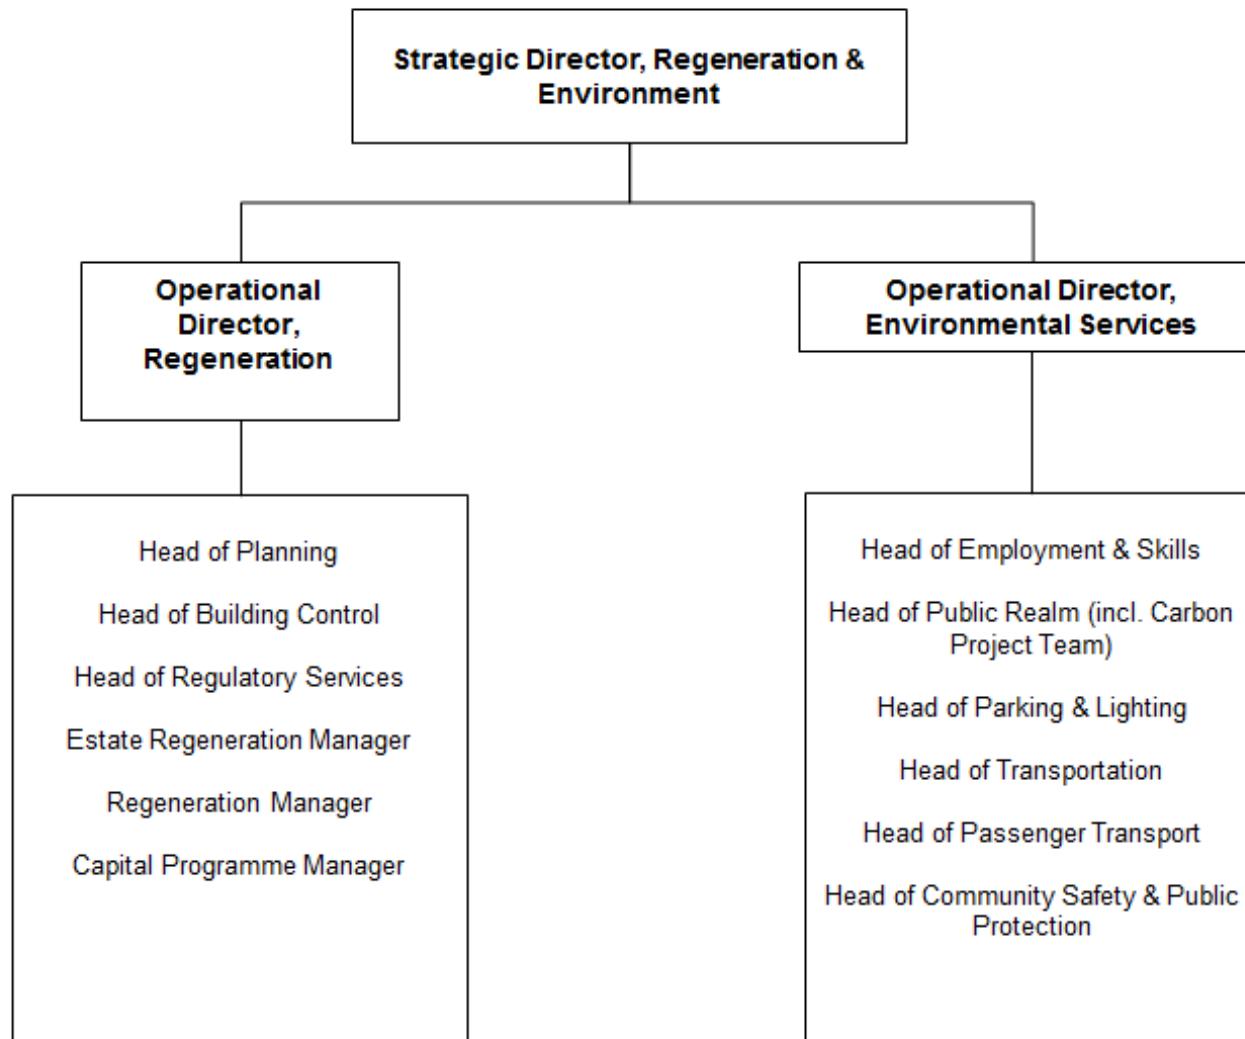 Strategic Director, Regeneration &
Environment
Operational
Director,
Regeneration
Operational Director,
Environmental Services
Head of Planning
Head of Building Control
Head of Regulatory Services
Estate Regeneration Manager
Regeneration Manager
Capital Programme Manager
Head of Employment & Skills
Head of Public Realm (incl. Carbon
Project Team)
Head of Parking & Lighting
Head of Transportation
Head of Passenger Transport
Head of Community Safety & Public
Protection